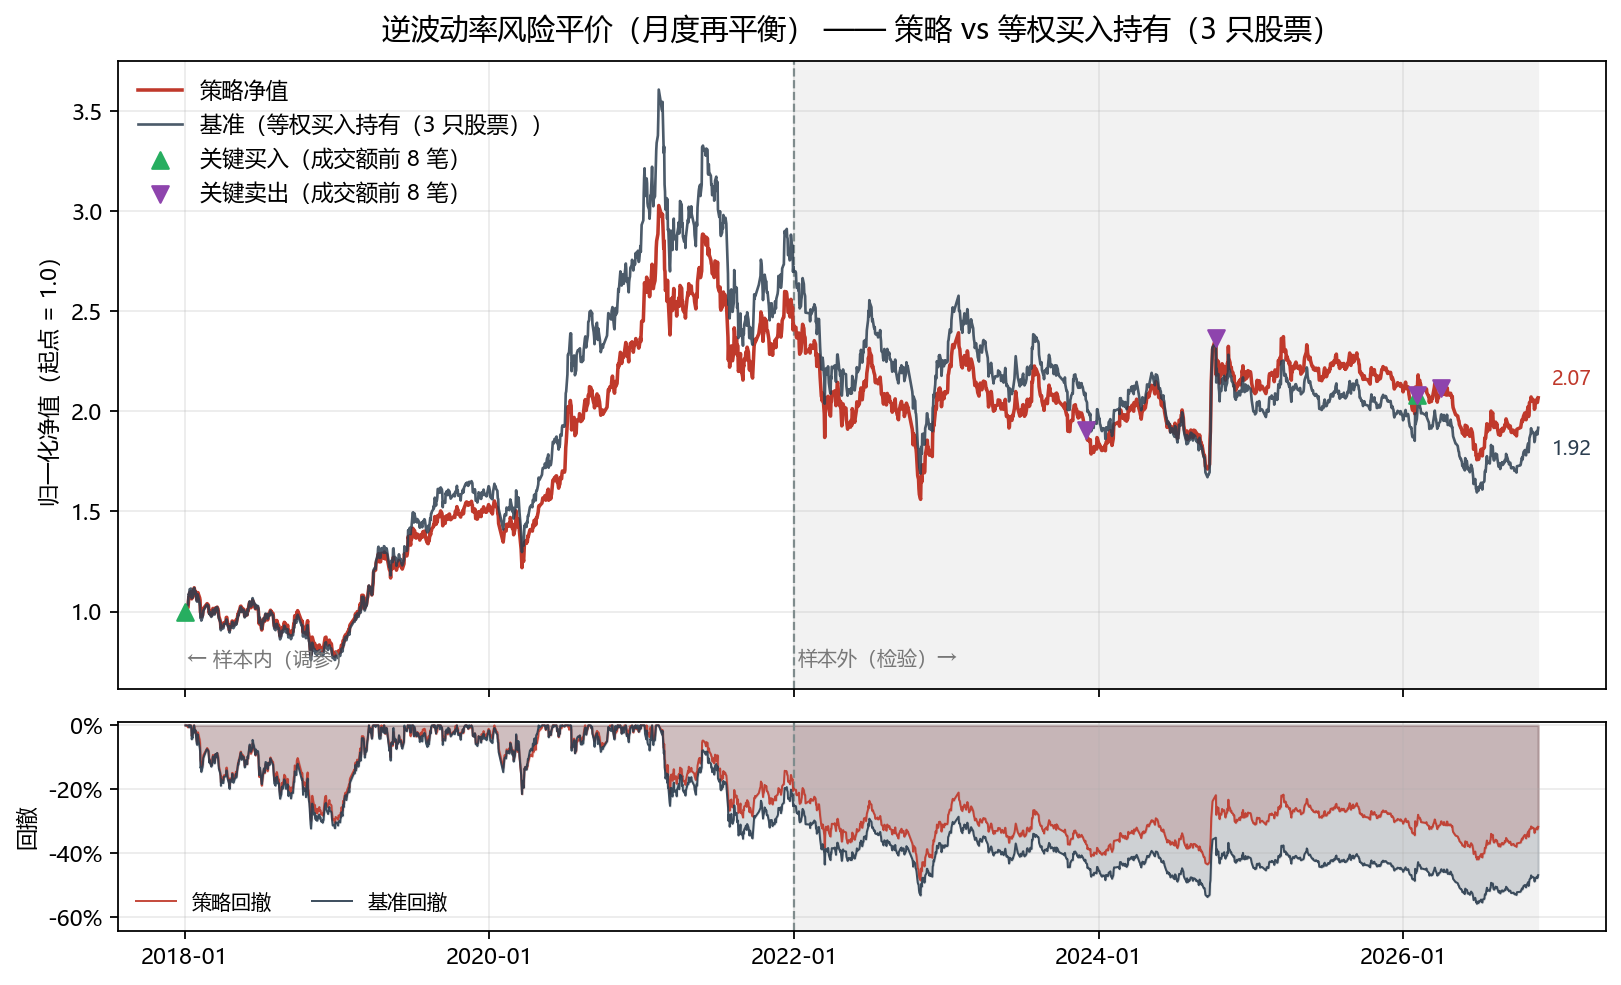 逆波动率风险平价（月度再平衡） —— 策略 vs 等权买入持有（3 只股票）
策略净值
基准（等权买入持有（3 只股票））
关键买入（成交额前 8 笔）
关键卖出（成交额前 8 笔）
归一化净值（起点 = 1.0）
3.5
3.0
2.5
2.0
1.5
1.0
2.07
1.92
← 样本内（调参）
样本外（检验）→
回撤
0%
-20%
-40%
-60%
策略回撤
基准回撤
2018-01
2020-01
2022-01
2024-01
2026-01